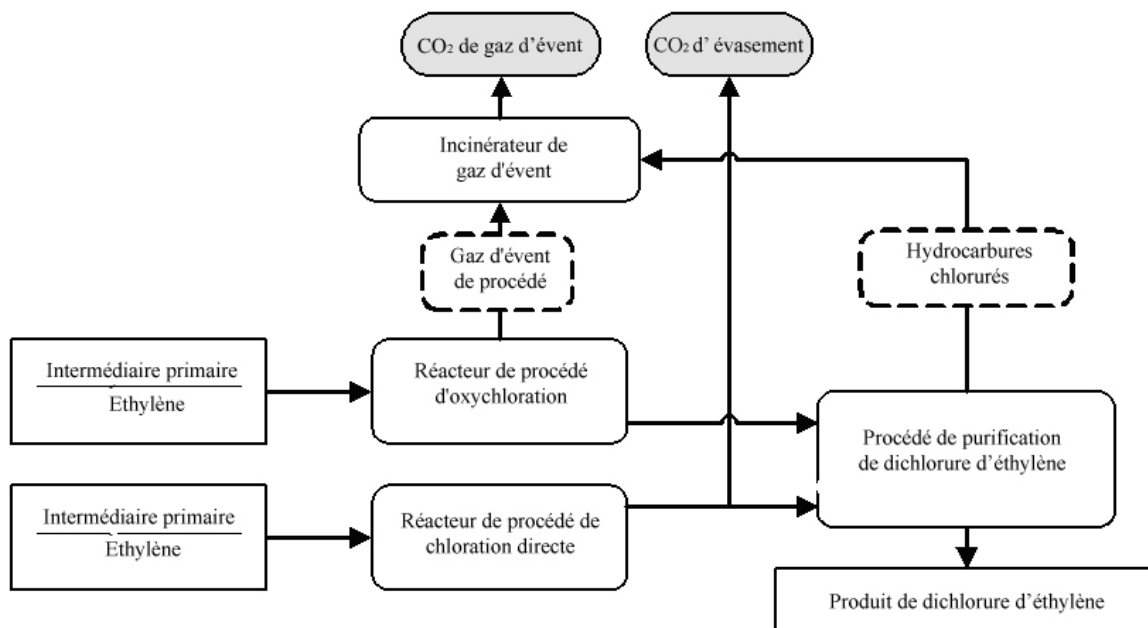 CO₂ de gaz d’évent
CO₂ d’ évasement
Incinérateur de
gaz d'évent
Gaz d'évent
de procédé
Hydrocarbures
chlorurés
Intermédiaire primaire
Ethylène
Réacteur de procédé
d'oxychloration
Procédé de purification
de dichlorure d’éthylène
Intermédiaire primaire
Ethylène
Réacteur de procédé de
chloration directe
Produit de dichlorure d’éthylène